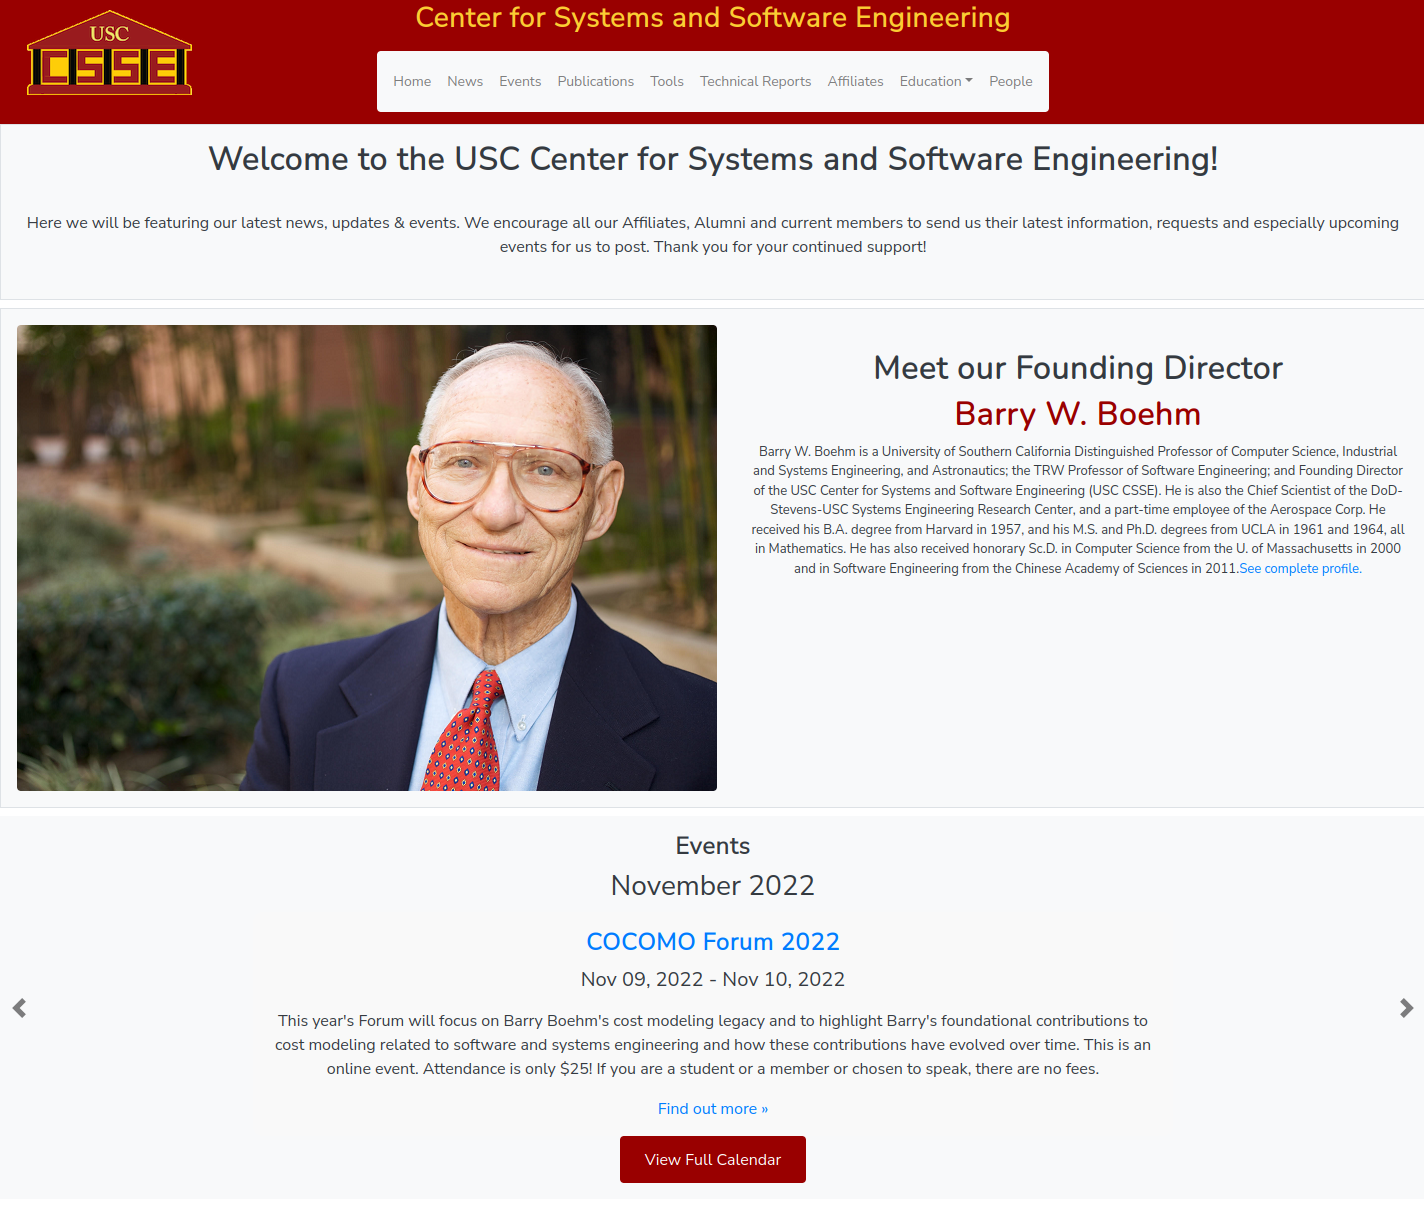 USC
CSSE
Center for Systems and Software Engineering
Home News Events Publications Tools Technical Reports Affiliates Education People
Welcome to the USC Center for Systems and Software Engineering!
Here we will be featuring our latest news, updates & events. We encourage all our Affiliates, Alumni and current members to send us their latest information, requests and especially upcoming
events for us to post. Thank you for your continued support!
Meet our Founding Director
Barry W. Boehm
Barry W. Boehm is a University of Southern California Distinguished Professor of Computer Science, Industrial
and Systems Engineering, and Astronautics; the TRW Professor of Software Engineering; and Founding Director
of the USC Center for Systems and Software Engineering (USC CSSE). He is also the Chief Scientist of the DoD-
Stevens-USC Systems Engineering Research Center, and a part-time employee of the Aerospace Corp. He
received his B.A. degree from Harvard in 1957, and his M.S. and Ph.D. degrees from UCLA in 1961 and 1964, all
in Mathematics. He has also received honorary Sc.D. in Computer Science from the U. of Massachusetts in 2000
and in Software Engineering from the Chinese Academy of Sciences in 2011.See complete profile.
Events
November 2022
COCOMO Forum 2022
Nov 09, 2022 - Nov 10, 2022
This year's Forum will focus on Barry Boehm's cost modeling legacy and to highlight Barry's foundational contributions to
cost modeling related to software and systems engineering and how these contributions have evolved over time. This is an
online event. Attendance is only $25! If you are a student or a member or chosen to speak, there are no fees.
Find out more »
View Full Calendar